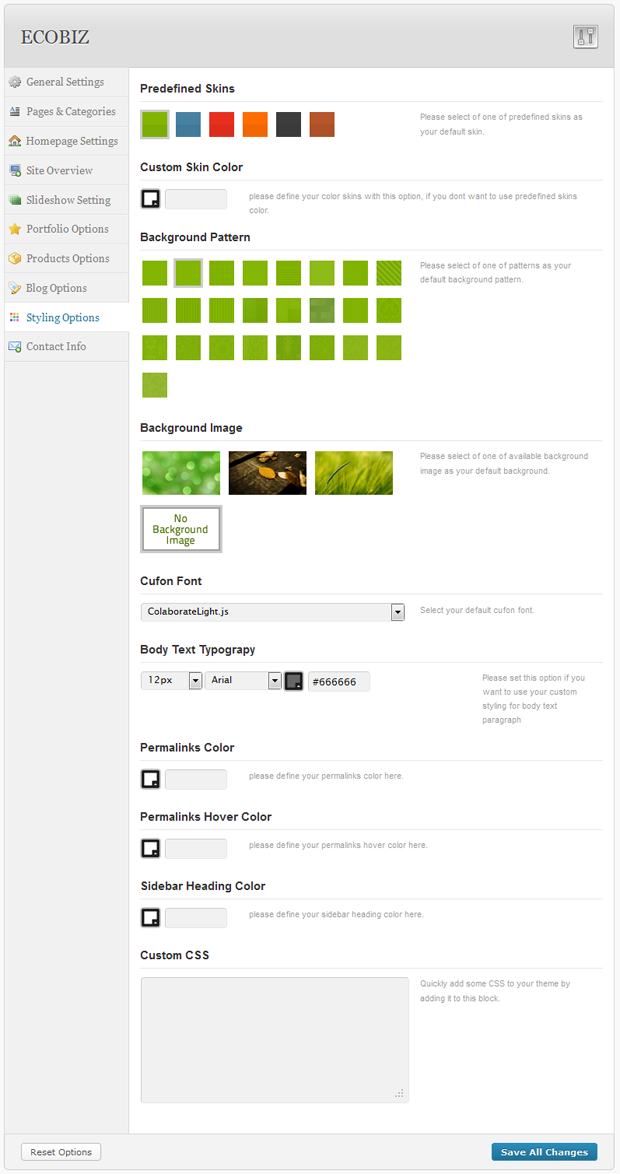 ECOBIZ
General Settings
Pages & Categories
Homepage Settings
Site Overview
Slideshow Setting
Portfolio Options
Products Options
Blog Options
Styling Options
Contact Info
Predefined Skins
Please select of one of predefined skins as
your default skin.
Custom Skin Color
please define your color skins with this option, if you dont want to use predefined skins
color.
Background Pattern
Please select of one of patterns as your
default background pattern.
Background Image
Please select of one of available background
image as your default background.
No
Background
Image
Cufon Font
ColaborateLight.js
Select your default cufon font.
Body Text Typograpy
12px
Arial
#666666
Please set this option if you
want to use your custom
styling for body text
paragraph
Permalinks Color
please define your permalinks color here.
Permalinks Hover Color
please define your permalinks hover color here.
Sidebar Heading Color
please define your sidebar heading color here.
Custom CSS
Quickly add some CSS to your theme by
adding it to this block.
Reset Options
Save All Changes